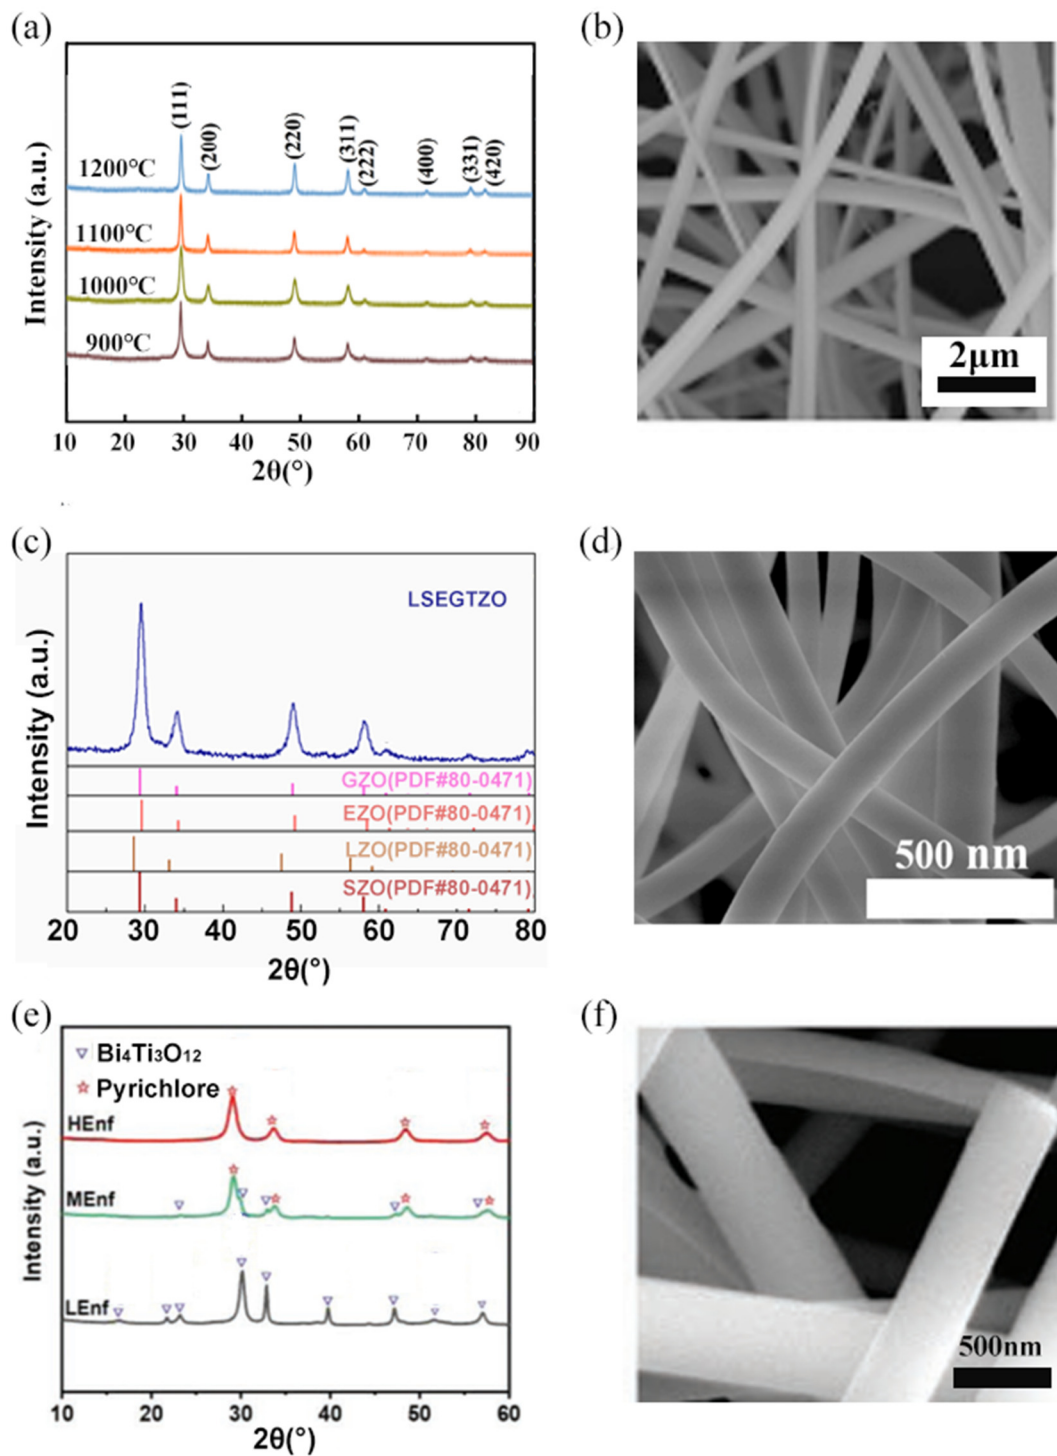 (a)
(111)
(200)
(220)
(311)
(222)
(400)
(331)
(420)
1200°C
1100°C
1000°C
900°C
Intensity (a.u.)
10 20 30 40 50 60 70 80 90
2θ(°)
(b)
2μm
(c)
LSEGTZO
GZO(PDF#80-0471)
EZO(PDF#80-0471)
LZO(PDF#80-0471)
SZO(PDF#80-0471)
Intensity (a.u.)
20 30 40 50 60 70 80
2θ(°)
(d)
500 nm
(e)
Bi₄Ti₃O₁₂
Pyrichlore
HEnf
MEnf
LEnf
Intensity (a.u.)
10 20 30 40 50 60
2θ(°)
(f)
500nm